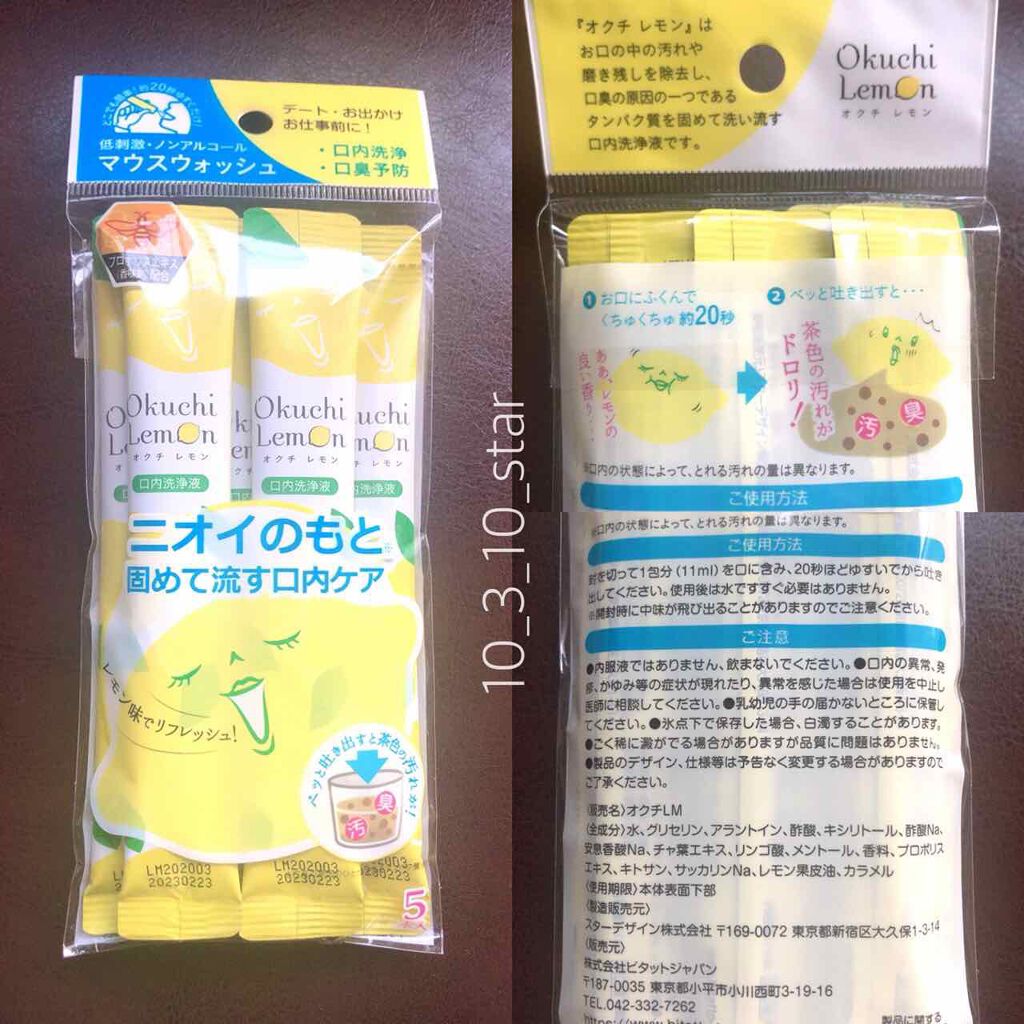 どこでも簡単!約20秒ゆすぐだけ!
低刺激・ノンアルコール
マウスウォッシュ
デート・お出かけ
お仕事前に!
・口内洗浄
・口臭予防
プロポリスエキス
(香味剤)配合
Okuchi
Lemon
オクチ レモン
口内洗浄液
Okuchi
Lemon
オクチ レモン
口内洗浄液
ニオイのもと※
固めて流す口内ケア
レモン味でリフレッシュ!
ペッと吐き出すと茶色の汚れが!
臭
汚
LM202003
20230223
LM202003
20230223
5
10_3_10_star
『オクチ レモン』は
お口の中の汚れや
磨き残しを除去し、
口臭の原因の一つである
タンパク質を固めて洗い流す
口内洗浄液です。
Okuchi
Lemon
オクチ レモン
1 お口にふくんで
くちゅくちゅ 約20秒
ああ、レモンの
良い香り・・・
2 ペッと吐き出すと・・・
茶色の汚れが
ドロリ!
汚
臭
※口内の状態によって、とれる汚れの量は異なります。
ご使用方法
※口内の状態によって、とれる汚れの量は異なります。
ご使用方法
封を切って1包分(11ml)を口に含み、20秒ほどゆすいでから吐き
出してください。使用後は水ですすぐ必要はありません。
※開封時に中味が飛び出ることがありますのでご注意ください。
ご注意
●内服液ではありません、飲まないでください。●口内の異常、発
疹、かゆみ等の症状が現れたり、異常を感じた場合は使用を中止し
医師に相談してください。●乳幼児の手の届かないところに保管し
てください。●氷点下で保存した場合、白濁することがあります。
●ごく稀に澱がでる場合がありますが品質に問題はありません。
●製品のデザイン、仕様等は予告なく変更する場合がありますので
ご了承ください。
〈販売名〉オクチLM
〈全成分〉水、グリセリン、アラントイン、酢酸、キシリトール、酢酸Na、
安息香酸Na、チャ葉エキス、リンゴ酸、メントール、香料、プロポリス
エキス、キトサン、サッカリンNa、レモン果皮油、カラメル
〈使用期限〉本体表面下部
〈製造販売元〉
スターデザイン株式会社 〒169-0072 東京都新宿区大久保1-3-14
〈販売元〉
株式会社ビタットジャパン
〒187-0035 東京都小平市小川西町3-19-16
TEL.042-332-7262
製品に関する